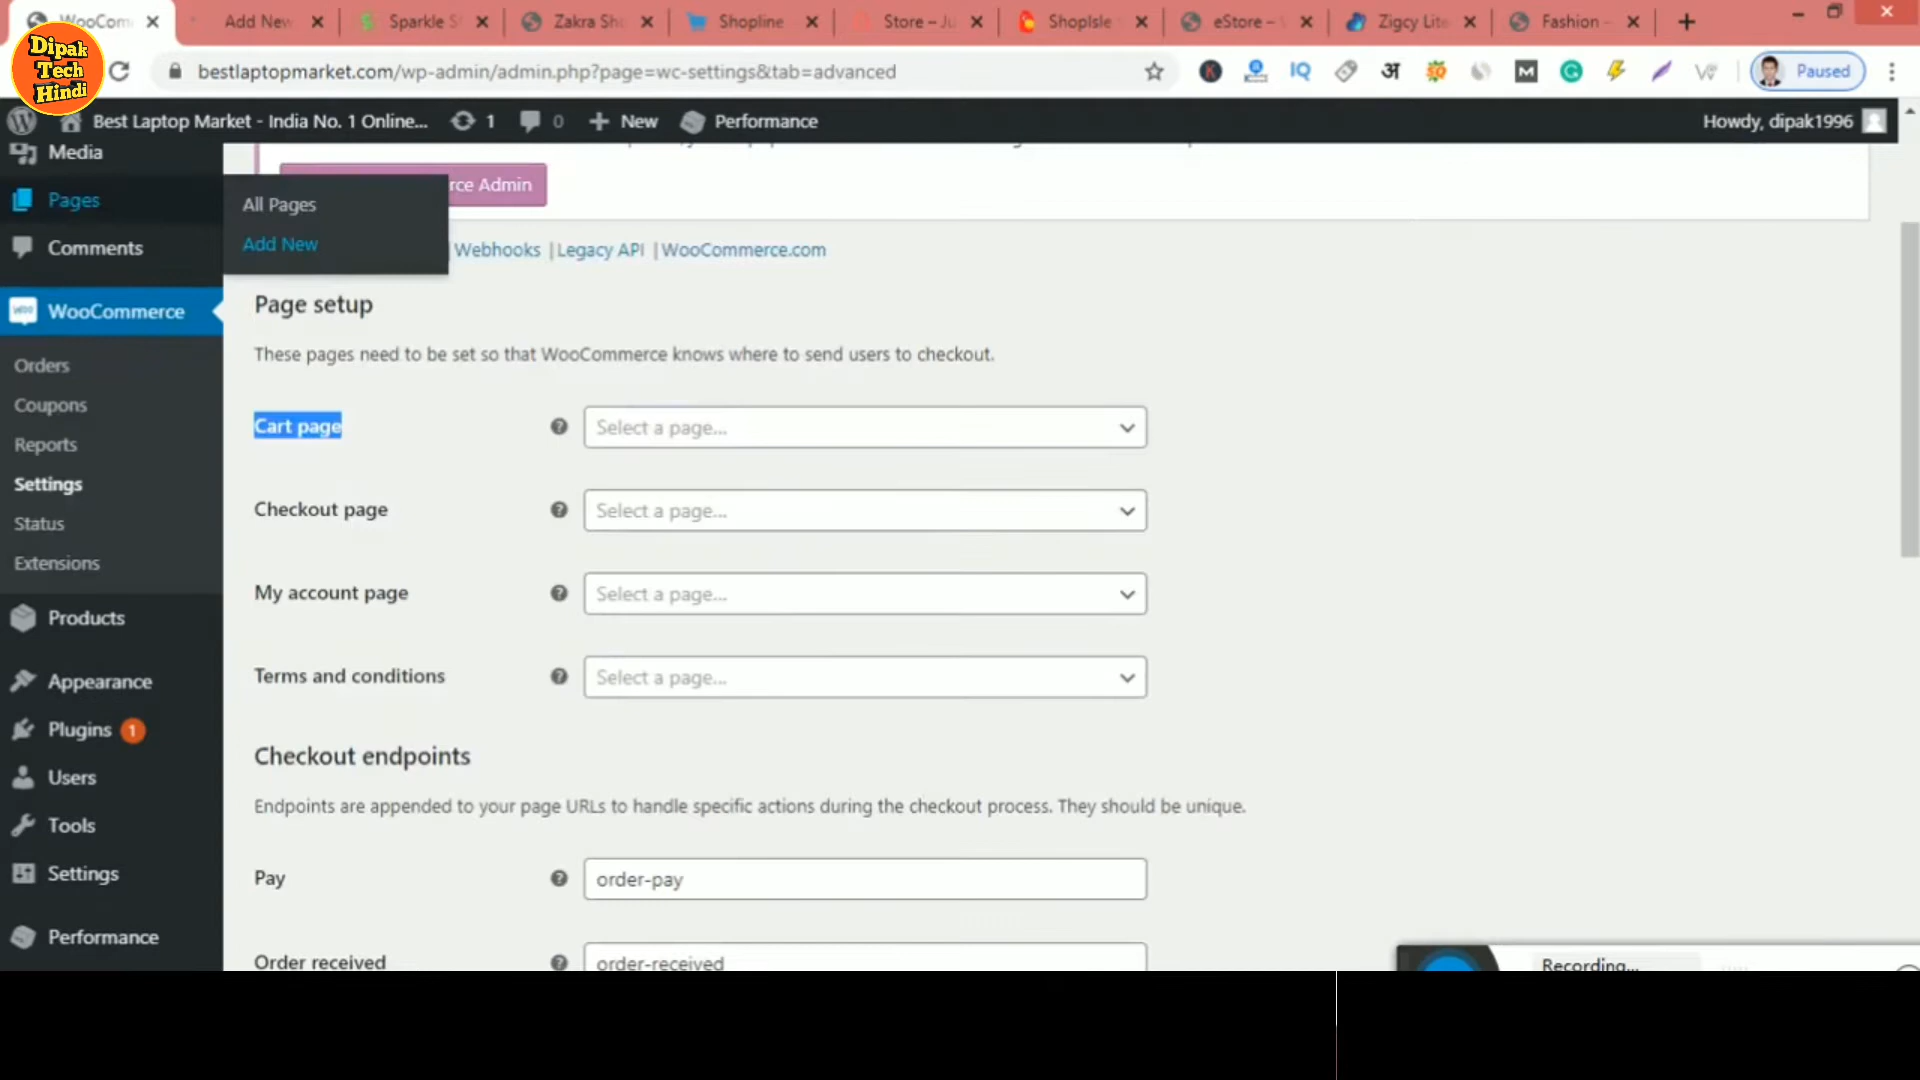 WooCom
Add New
Sparkle S
Zakra Sh
Shopline
Store – Ju
ShopIsle
eStore –
Zigcy Lite
Fashion –
Dipak
Tech
Hindi
bestlaptopmarket.com/wp-admin/admin.php?page=wc-settings&tab=advanced
IQ
अ
M
Paused
Best Laptop Market - India No. 1 Online...
1
0
New
Performance
Howdy, dipak1996
Media
Pages
Comments
WooCommerce
Orders
Coupons
Reports
Settings
Status
Extensions
Products
Appearance
Plugins 1
Users
Tools
Settings
Performance
All Pages
Add New
rce Admin
| Webhooks | Legacy API | WooCommerce.com
Page setup
These pages need to be set so that WooCommerce knows where to send users to checkout.
Cart page
Select a page...
Checkout page
Select a page...
My account page
Select a page...
Terms and conditions
Select a page...
Checkout endpoints
Endpoints are appended to your page URLs to handle specific actions during the checkout process. They should be unique.
Pay
order-pay
Order received
order-received
Recording...